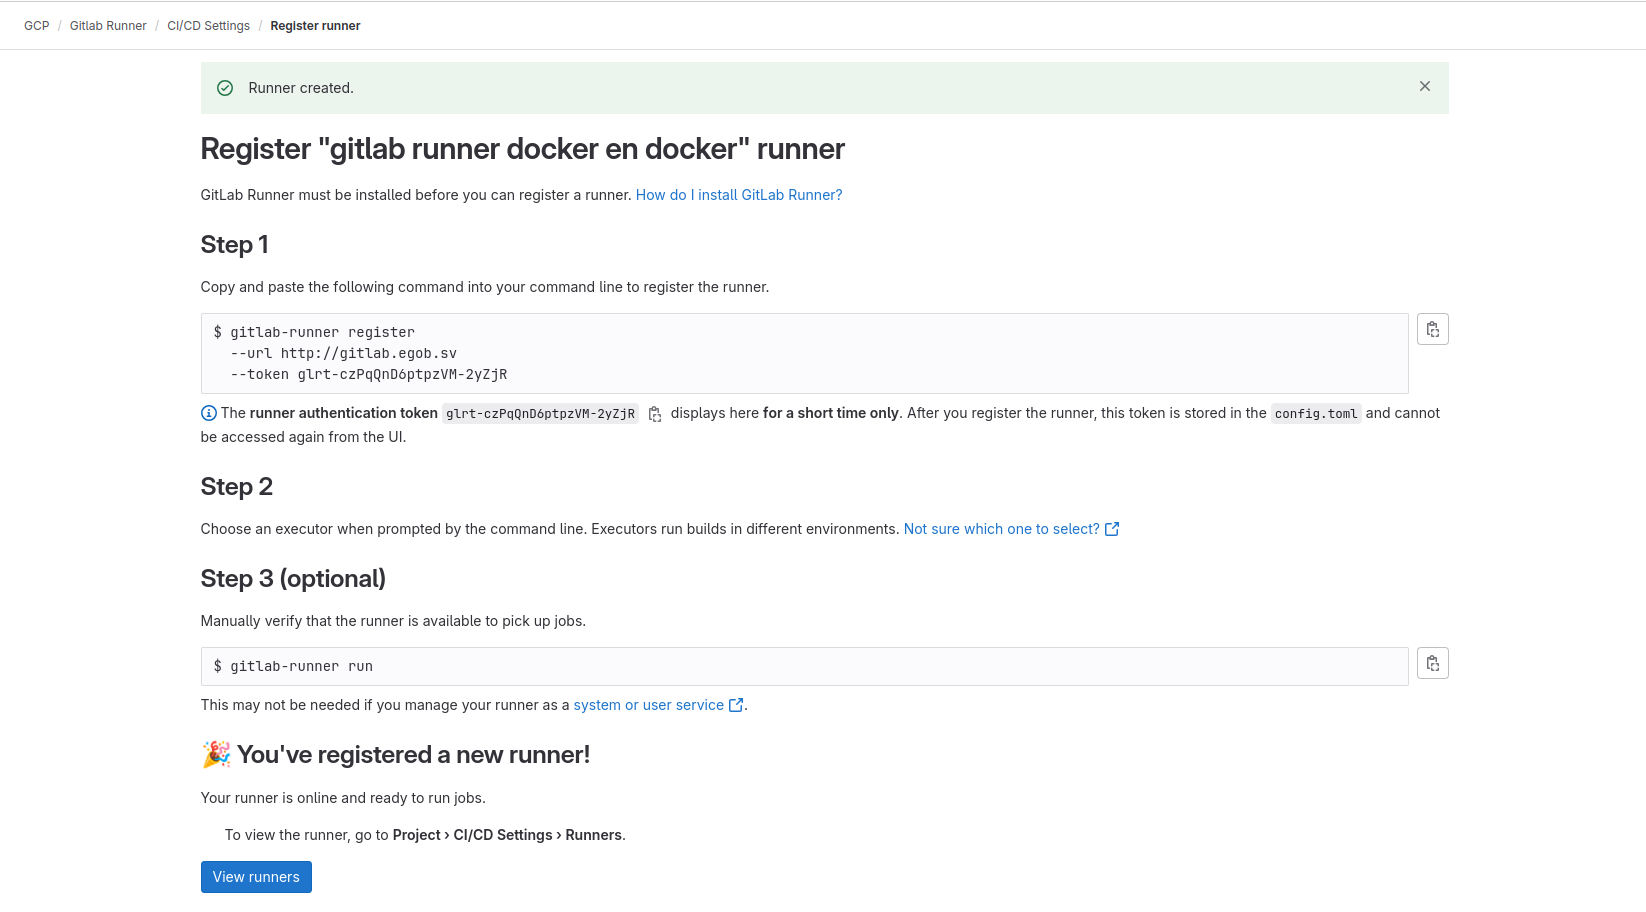 GCP / Gitlab Runner / CI/CD Settings / Register runner
Runner created.
Register "gitlab runner docker en docker" runner
GitLab Runner must be installed before you can register a runner. How do I install GitLab Runner?
Step 1
Copy and paste the following command into your command line to register the runner.
$ gitlab-runner register
--url http://gitlab.egob.sv
--token glrt-czPqQnD6ptpzVM-2yZjR
The runner authentication token glrt-czPqQnD6ptpzVM-2yZjR displays here for a short time only. After you register the runner, this token is stored in the config.toml and cannot
be accessed again from the UI.
Step 2
Choose an executor when prompted by the command line. Executors run builds in different environments. Not sure which one to select?
Step 3 (optional)
Manually verify that the runner is available to pick up jobs.
$ gitlab-runner run
This may not be needed if you manage your runner as a system or user service.
🎉 You've registered a new runner!
Your runner is online and ready to run jobs.
To view the runner, go to Project › CI/CD Settings › Runners.
View runners